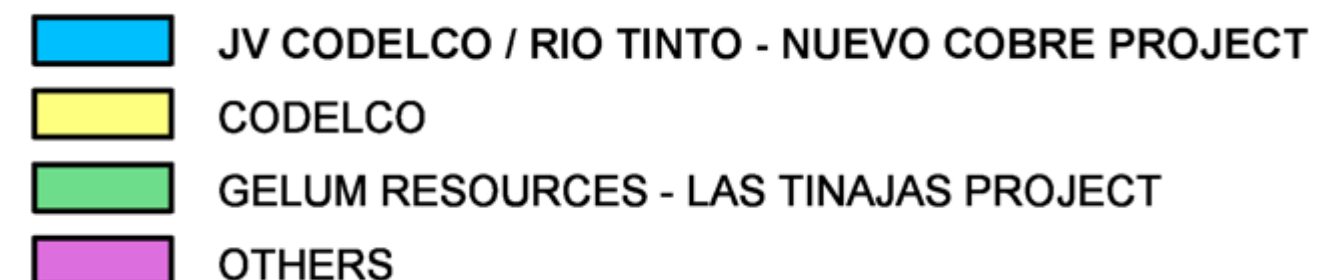 JV CODELCO / RIO TINTO - NUEVO COBRE PROJECT
CODELCO
GELUM RESOURCES - LAS TINAJAS PROJECT
OTHERS